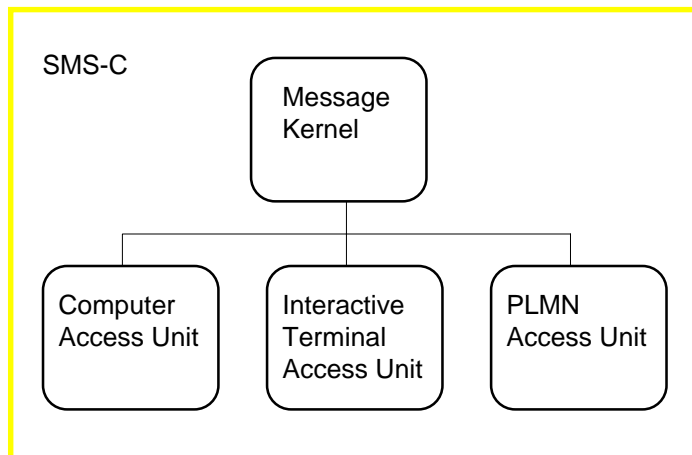 SMS-C
Message
Kernel
Computer
Access Unit
Interactive
Terminal
Access Unit
PLMN
Access Unit